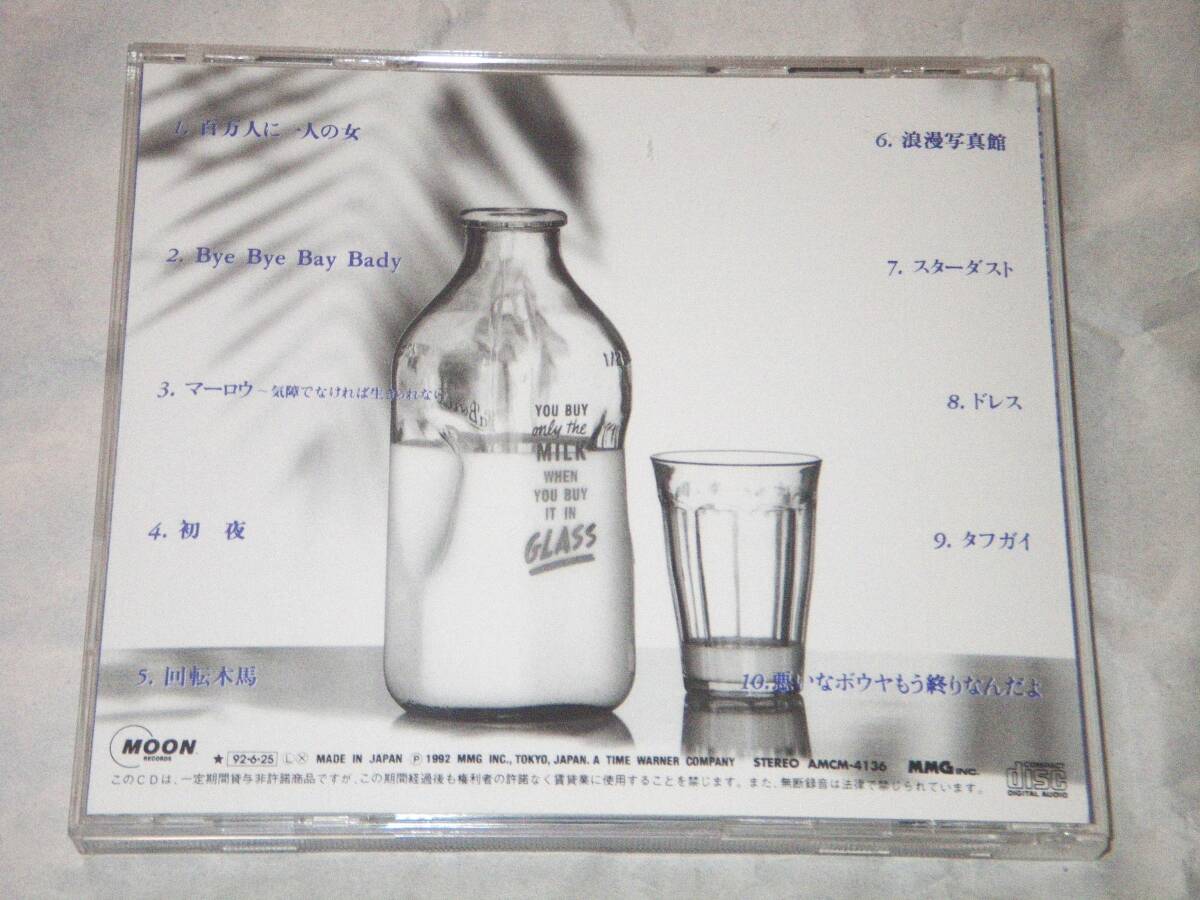 1. 百万人に一人の女
2. Bye Bye Bay Bady
3. マーロウ～気障でなければ生きられない
4. 初　夜
5. 回転木馬
6. 浪漫写真館
7. スターダスト
8. ドレス
9. タフガイ
10. 悪いなボウヤもう終りなんだよ
YOU BUY
only the
MILK
WHEN
YOU BUY
IT IN
GLASS
MOON
RECORDS
★ 92・6・25 Ⓛ Ⓧ MADE IN JAPAN Ⓟ 1992 MMG INC., TOKYO, JAPAN. A TIME WARNER COMPANY STEREO AMCM-4136 MMG INC.
このCDは、一定期間貸与非許諾商品ですが、この期間経過後も権利者の許諾なく賃貸業に使用することを禁じます。また、無断録音は法律で禁じられています。
COMPACT
disc
DIGITAL AUDIO